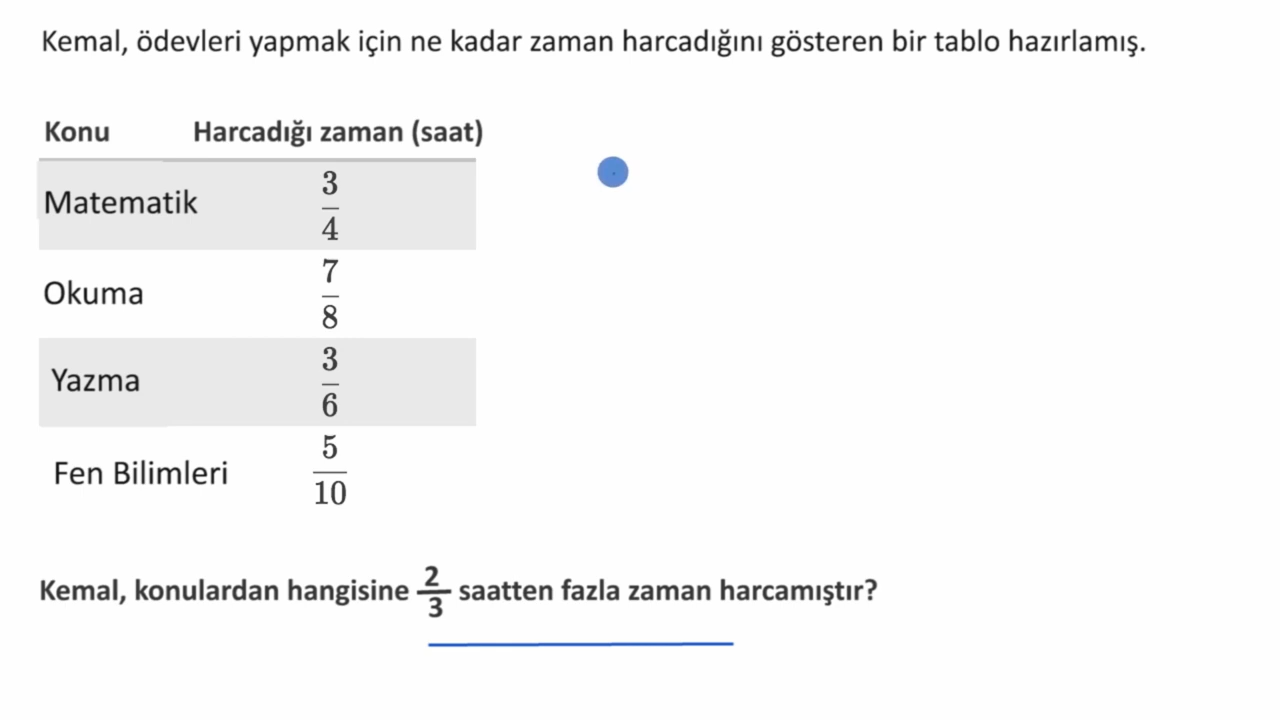 Kemal, ödevleri yapmak için ne kadar zaman harcadığını gösteren bir tablo hazırlamış.
Konu Harcadığı zaman (saat)
Matematik 3/4
Okuma 7/8
Yazma 3/6
Fen Bilimleri 5/10
Kemal, konulardan hangisine 2/3 saatten fazla zaman harcamıştır?